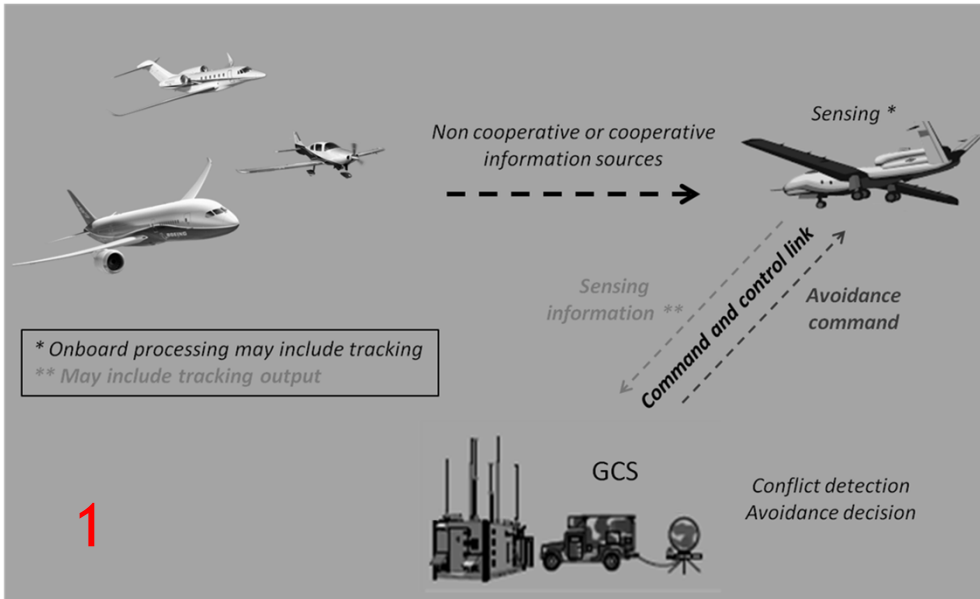 Sensing *
Non cooperative or cooperative
information sources
BOEING
Sensing
information **
Command and control link
Avoidance
command
* Onboard processing may include tracking
** May include tracking output
GCS
Conflict detection
Avoidance decision
1